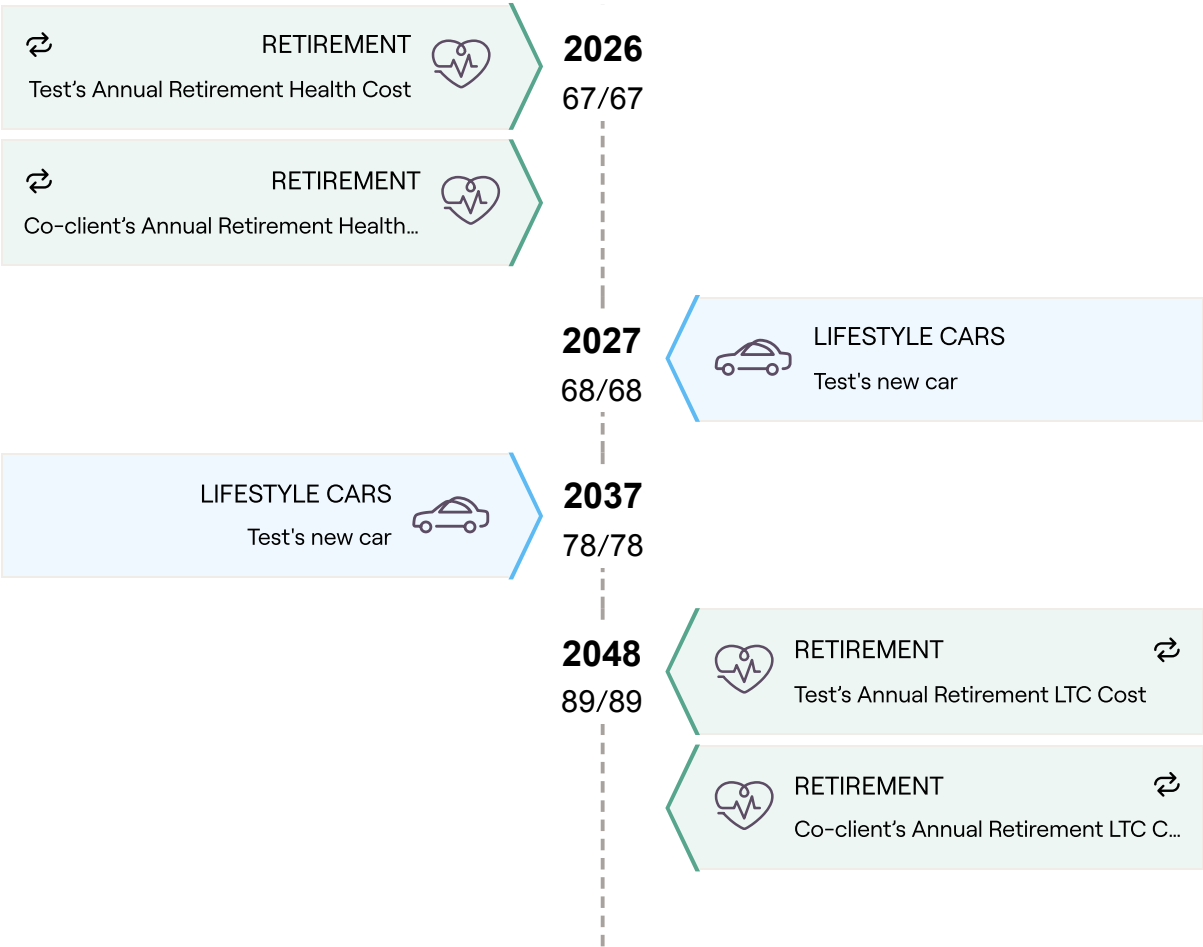 RETIREMENT
Test’s Annual Retirement Health Cost
2026
67/67
RETIREMENT
Co-client’s Annual Retirement Health...
2027
68/68
LIFESTYLE CARS
Test's new car
LIFESTYLE CARS
Test's new car
2037
78/78
2048
89/89
RETIREMENT
Test’s Annual Retirement LTC Cost
RETIREMENT
Co-client’s Annual Retirement LTC C...